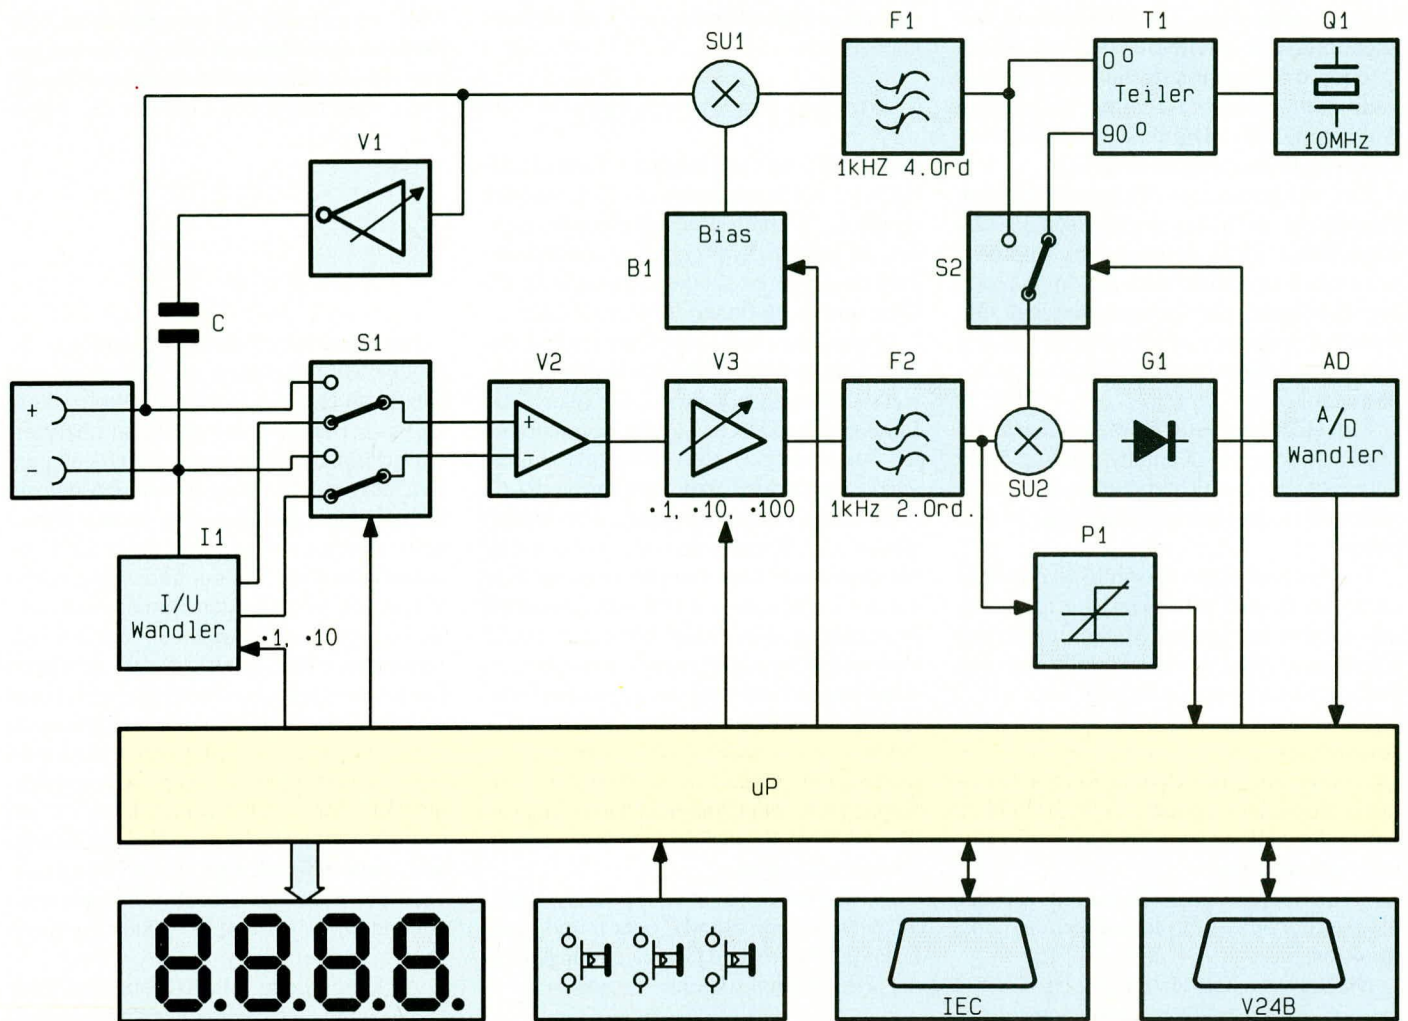 SU1
F1
T1
Q1
0°
Teiler
90°
10MHz
1kHZ 4.Ord
V1
Bias
B1
S2
C
S1
V2
V3
F2
G1
AD
+
-
+
-
A/D
Wandler
SU2
·1, ·10, ·100
1kHz 2.Ord.
I1
P1
I/U
Wandler
·1, ·10
uP
8.8.8.8.
IEC
V24B